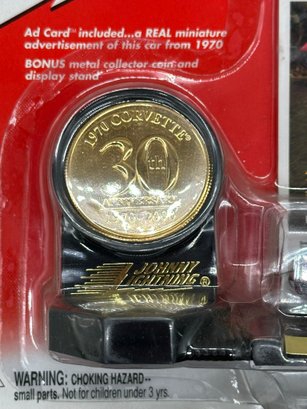 Ad Card™ included...a REAL miniature
advertisement of this car from 1970
BONUS metal collector coin and
display stand
1970 CORVETTE®
30th
ANNIVERSARY
JOHNNY
LIGHTNING®
WARNING: CHOKING HAZARD--
small parts. Not for children under 3 yrs.